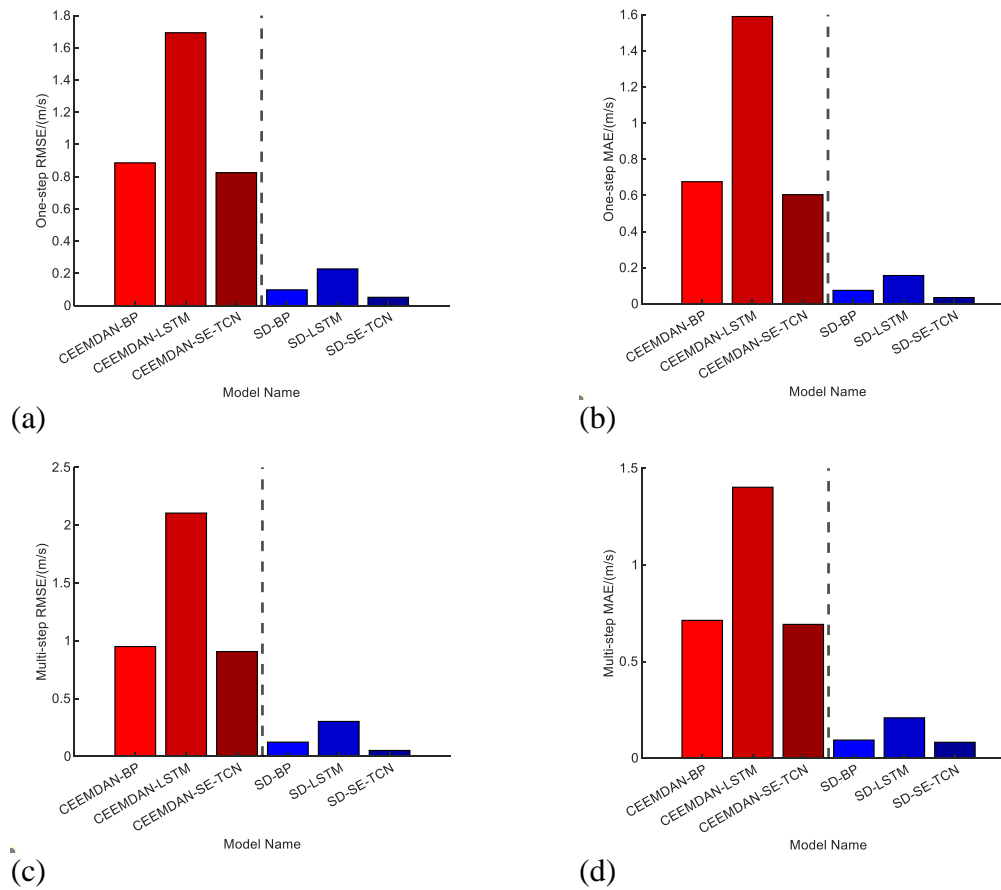 1.8
1.6
1.4
1.2
1
0.8
0.6
0.4
0.2
0
One-step RMSE/(m/s)
CEEMDAN-BP
CEEMDAN-LSTM
CEEMDAN-SE-TCN
SD-BP
SD-LSTM
SD-SE-TCN
Model Name
(a)
1.6
1.4
1.2
1
0.8
0.6
0.4
0.2
0
One-step MAE/(m/s)
CEEMDAN-BP
CEEMDAN-LSTM
CEEMDAN-SE-TCN
SD-BP
SD-LSTM
SD-SE-TCN
Model Name
(b)
2.5
2
1.5
1
0.5
0
Multi-step RMSE/(m/s)
CEEMDAN-BP
CEEMDAN-LSTM
CEEMDAN-SE-TCN
SD-BP
SD-LSTM
SD-SE-TCN
Model Name
(c)
1.5
1
0.5
0
Multi-step MAE/(m/s)
CEEMDAN-BP
CEEMDAN-LSTM
CEEMDAN-SE-TCN
SD-BP
SD-LSTM
SD-SE-TCN
Model Name
(d)